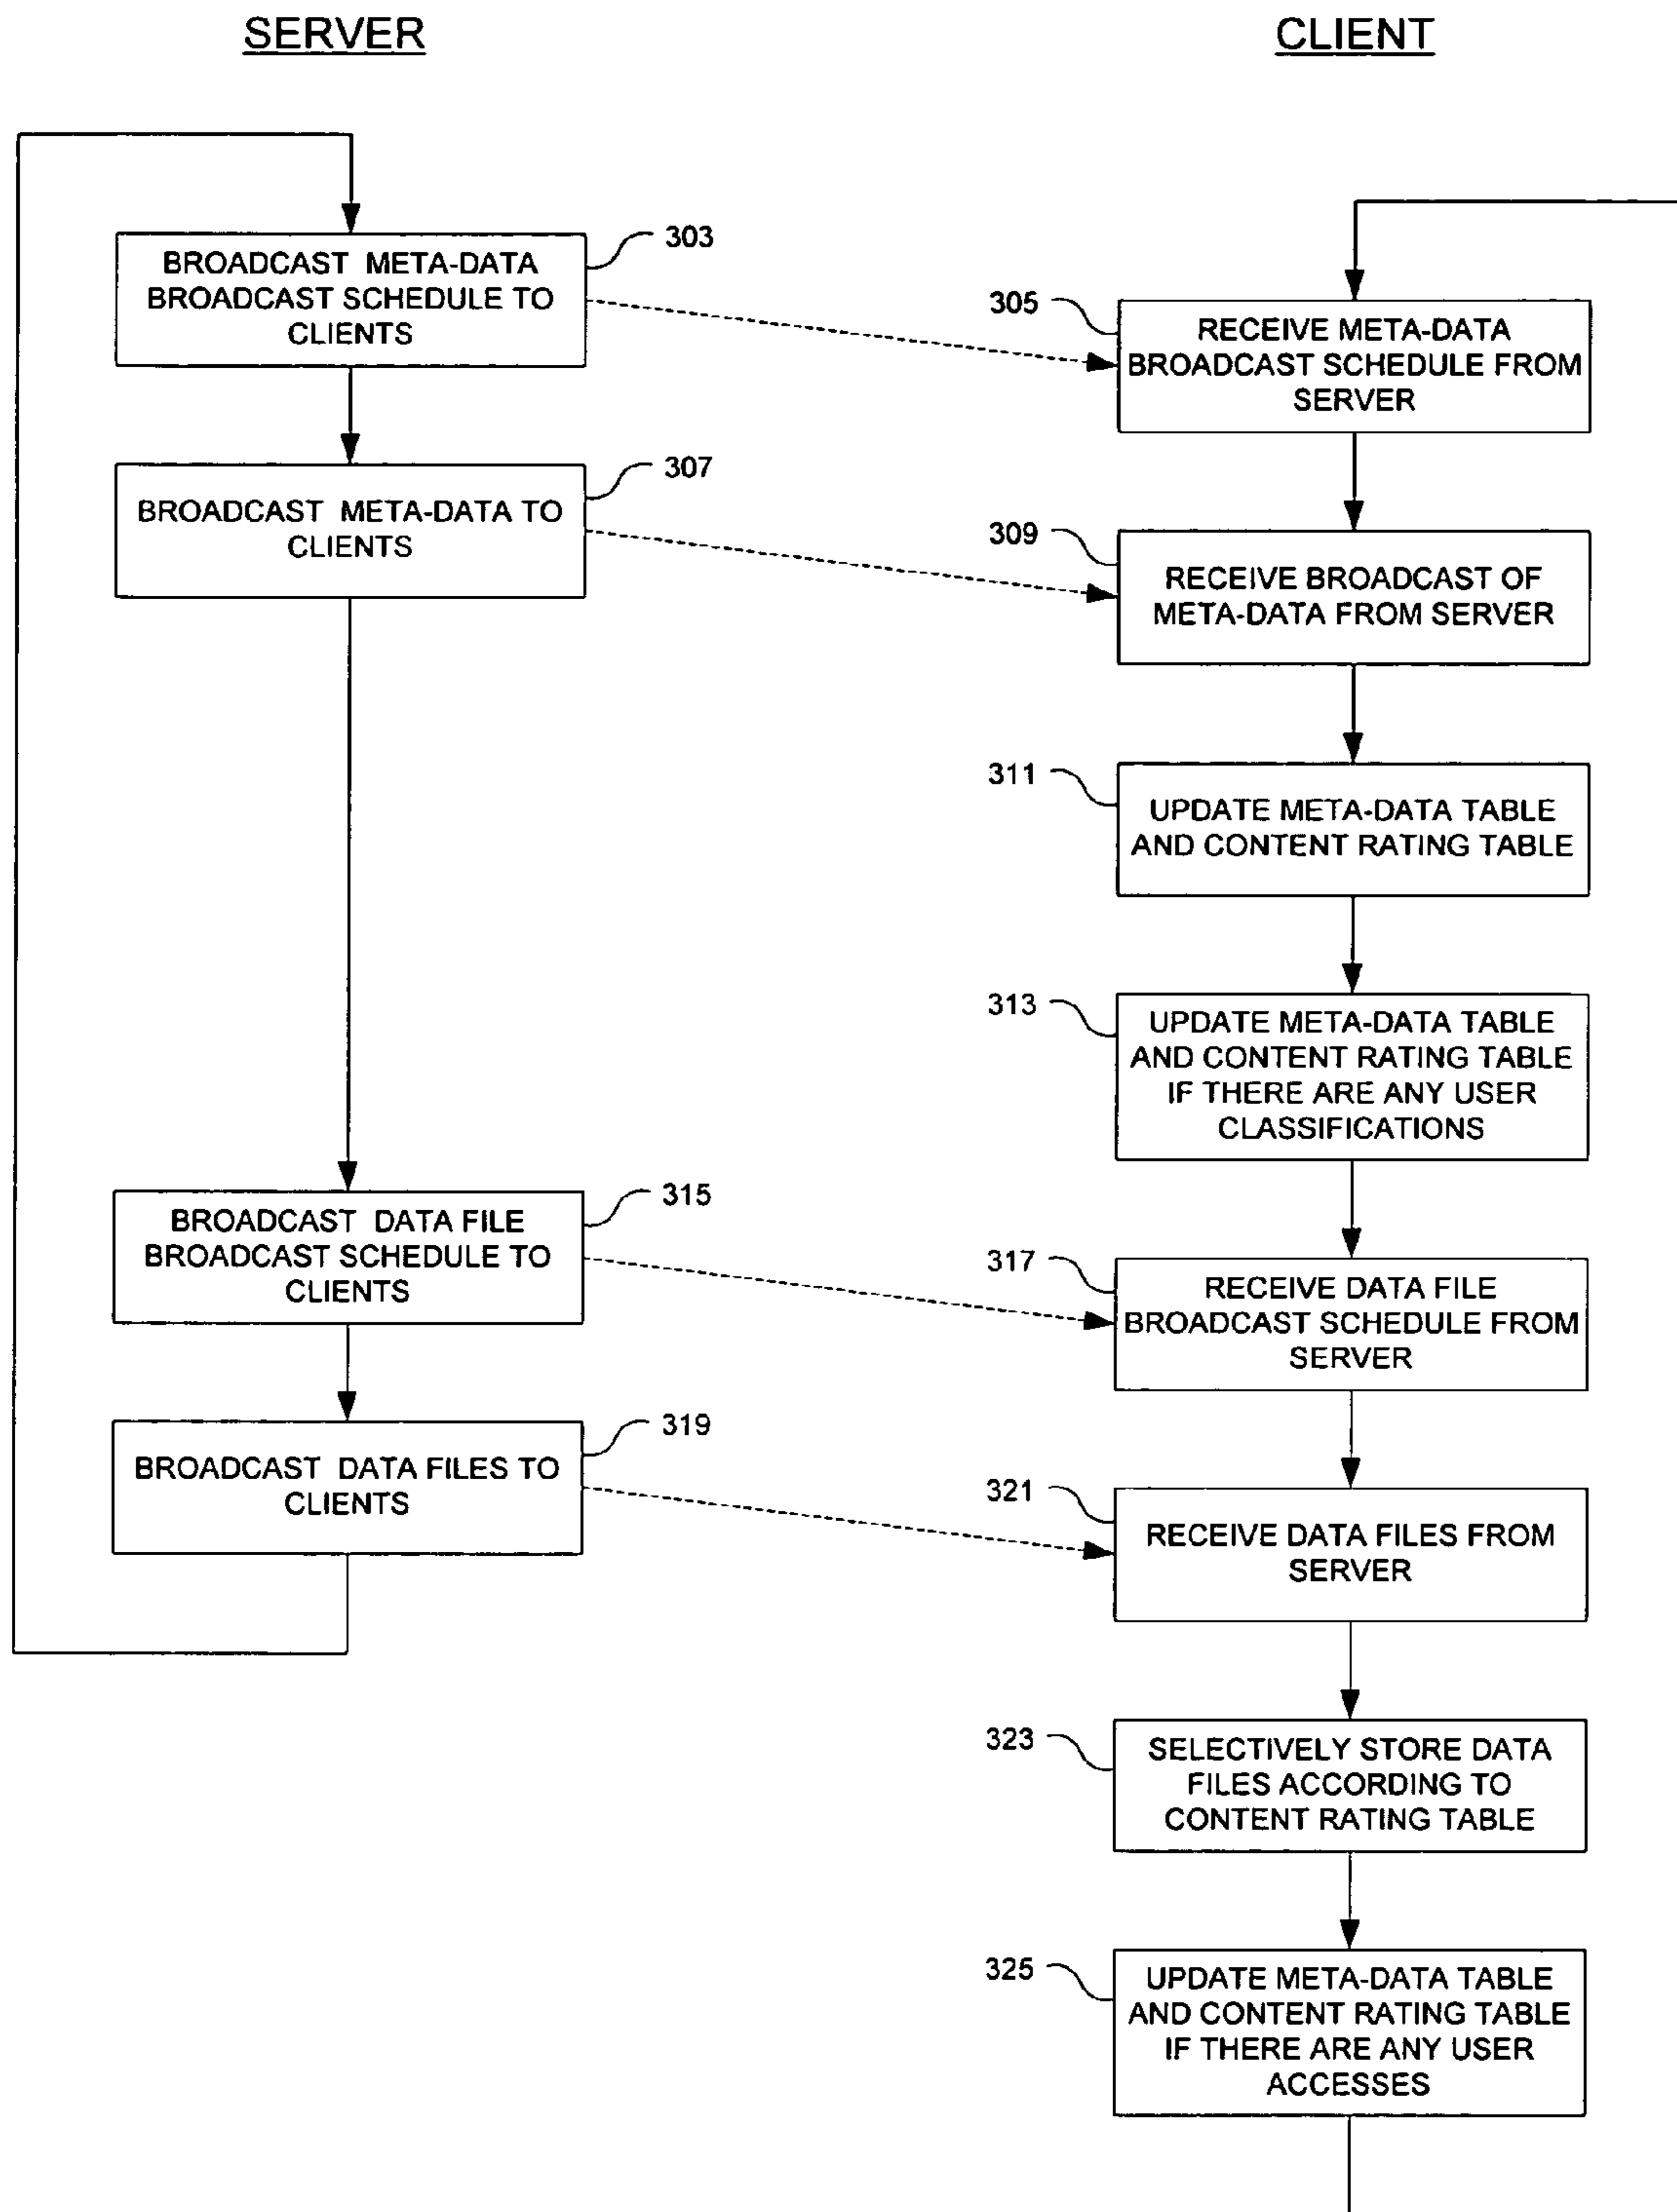 SERVER
CLIENT
303
BROADCAST META-DATA
BROADCAST SCHEDULE TO
CLIENTS
305
RECEIVE META-DATA
BROADCAST SCHEDULE FROM
SERVER
307
BROADCAST META-DATA TO
CLIENTS
309
RECEIVE BROADCAST OF
META-DATA FROM SERVER
311
UPDATE META-DATA TABLE
AND CONTENT RATING TABLE
313
UPDATE META-DATA TABLE
AND CONTENT RATING TABLE
IF THERE ARE ANY USER
CLASSIFICATIONS
315
BROADCAST DATA FILE
BROADCAST SCHEDULE TO
CLIENTS
317
RECEIVE DATA FILE
BROADCAST SCHEDULE FROM
SERVER
319
BROADCAST DATA FILES TO
CLIENTS
321
RECEIVE DATA FILES FROM
SERVER
323
SELECTIVELY STORE DATA
FILES ACCORDING TO
CONTENT RATING TABLE
325
UPDATE META-DATA TABLE
AND CONTENT RATING TABLE
IF THERE ARE ANY USER
ACCESSES